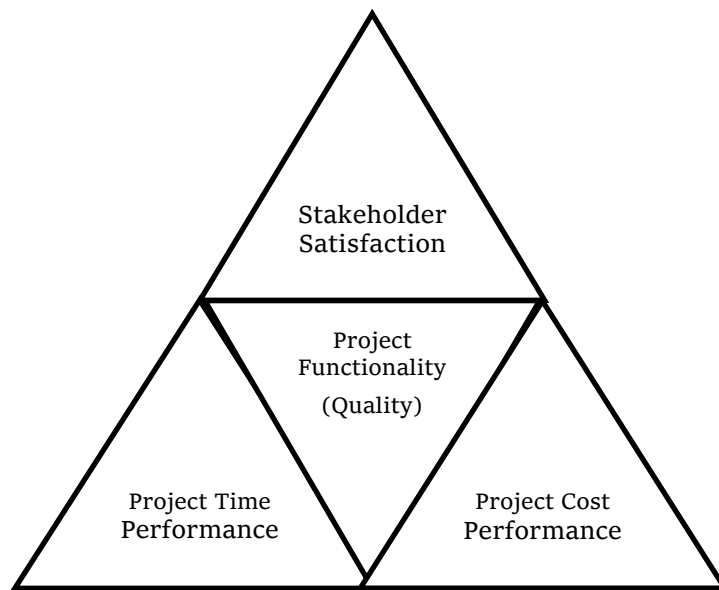 Stakeholder
Satisfaction
Project
Functionality
(Quality)
Project Time
Performance
Project Cost
Performance